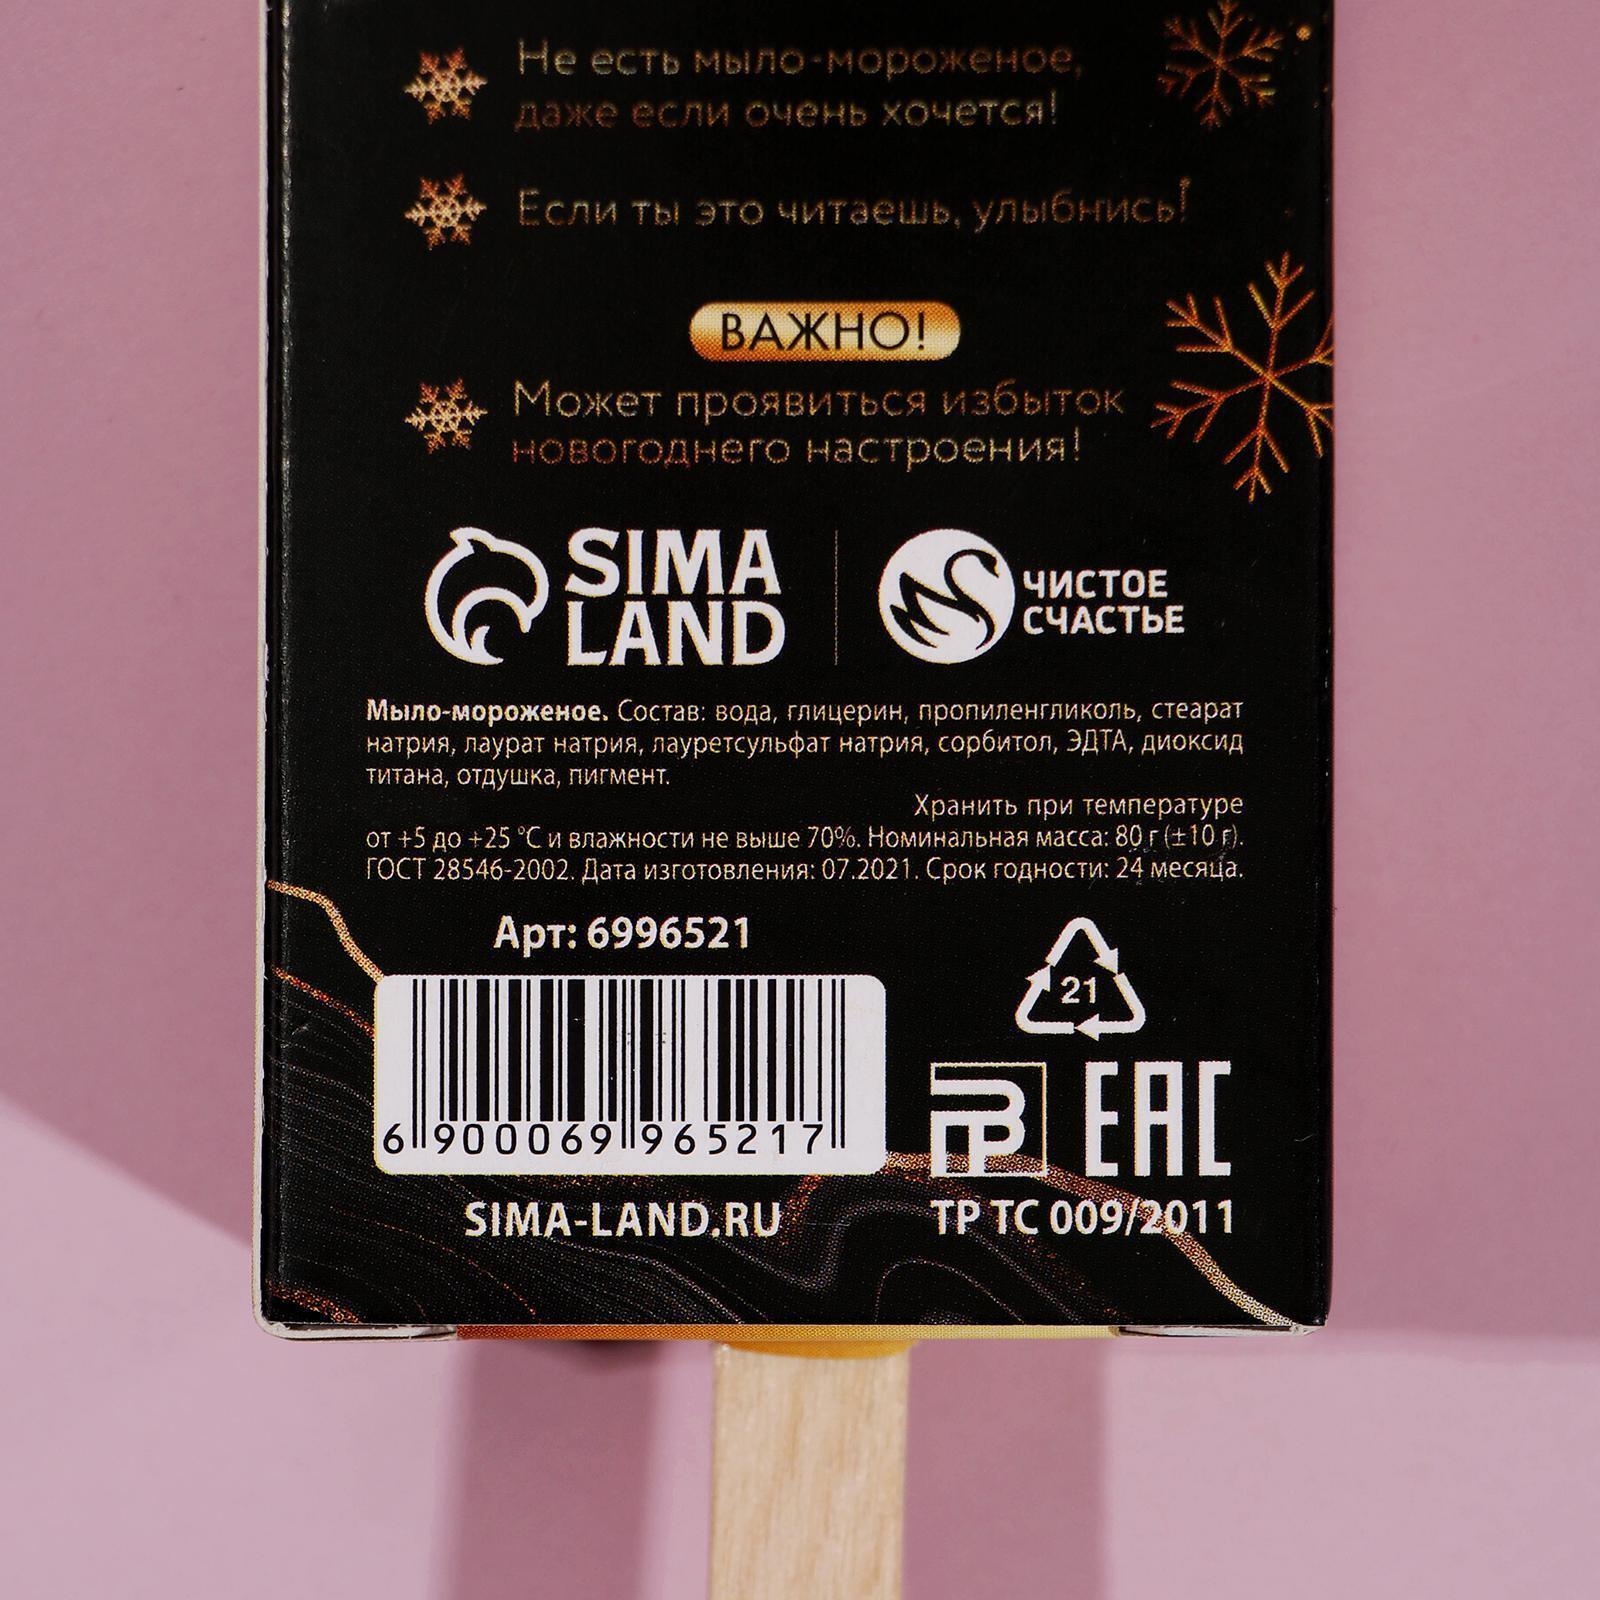 Не есть мыло-мороженое,
даже если очень хочется!
Если ты это читаешь, улыбнись!
ВАЖНО!
Может проявиться избыток
новогоднего настроения!
SIMA
LAND
ЧИСТОЕ
СЧАСТЬЕ
Мыло-мороженое. Состав: вода, глицерин, пропиленгликоль, стеарат
натрия, лаурат натрия, лауретсульфат натрия, сорбитол, ЭДТА, диоксид
титана, отдушка, пигмент.
Хранить при температуре
от +5 до +25 °С и влажности не выше 70%. Номинальная масса: 80 г (±10 г).
ГОСТ 28546-2002. Дата изготовления: 07.2021. Срок годности: 24 месяца.
Арт: 6996521
21
6 900069 965217
РВ ЕАС
SIMA-LAND.RU
ТР ТС 009/2011